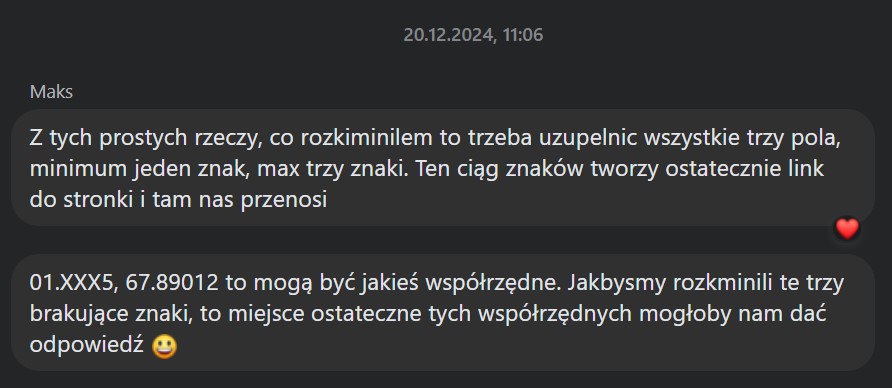 20.12.2024, 11:06
Maks
Z tych prostych rzeczy, co rozkiminilem to trzeba uzupelnic wszystkie trzy pola,
minimum jeden znak, max trzy znaki. Ten ciąg znaków tworzy ostatecznie link
do stronki i tam nas przenosi
01.XXX5, 67.89012 to mogą być jakieś współrzędne. Jakbysmy rozkminili te trzy
brakujące znaki, to miejsce ostateczne tych współrzędnych mogłoby nam dać
odpowiedź 😀